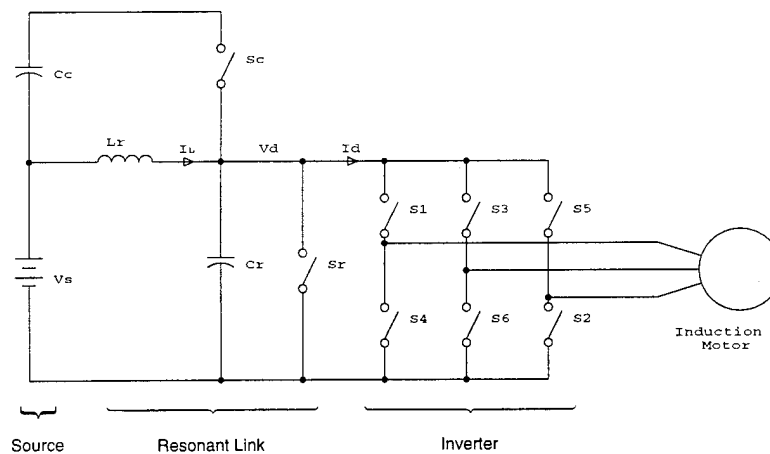 Cc
Sc
Lr
IL
Vd
Id
S1
S3
S5
Vs
Cr
Sr
S4
S6
S2
Induction
Motor
Source
Resonant Link
Inverter